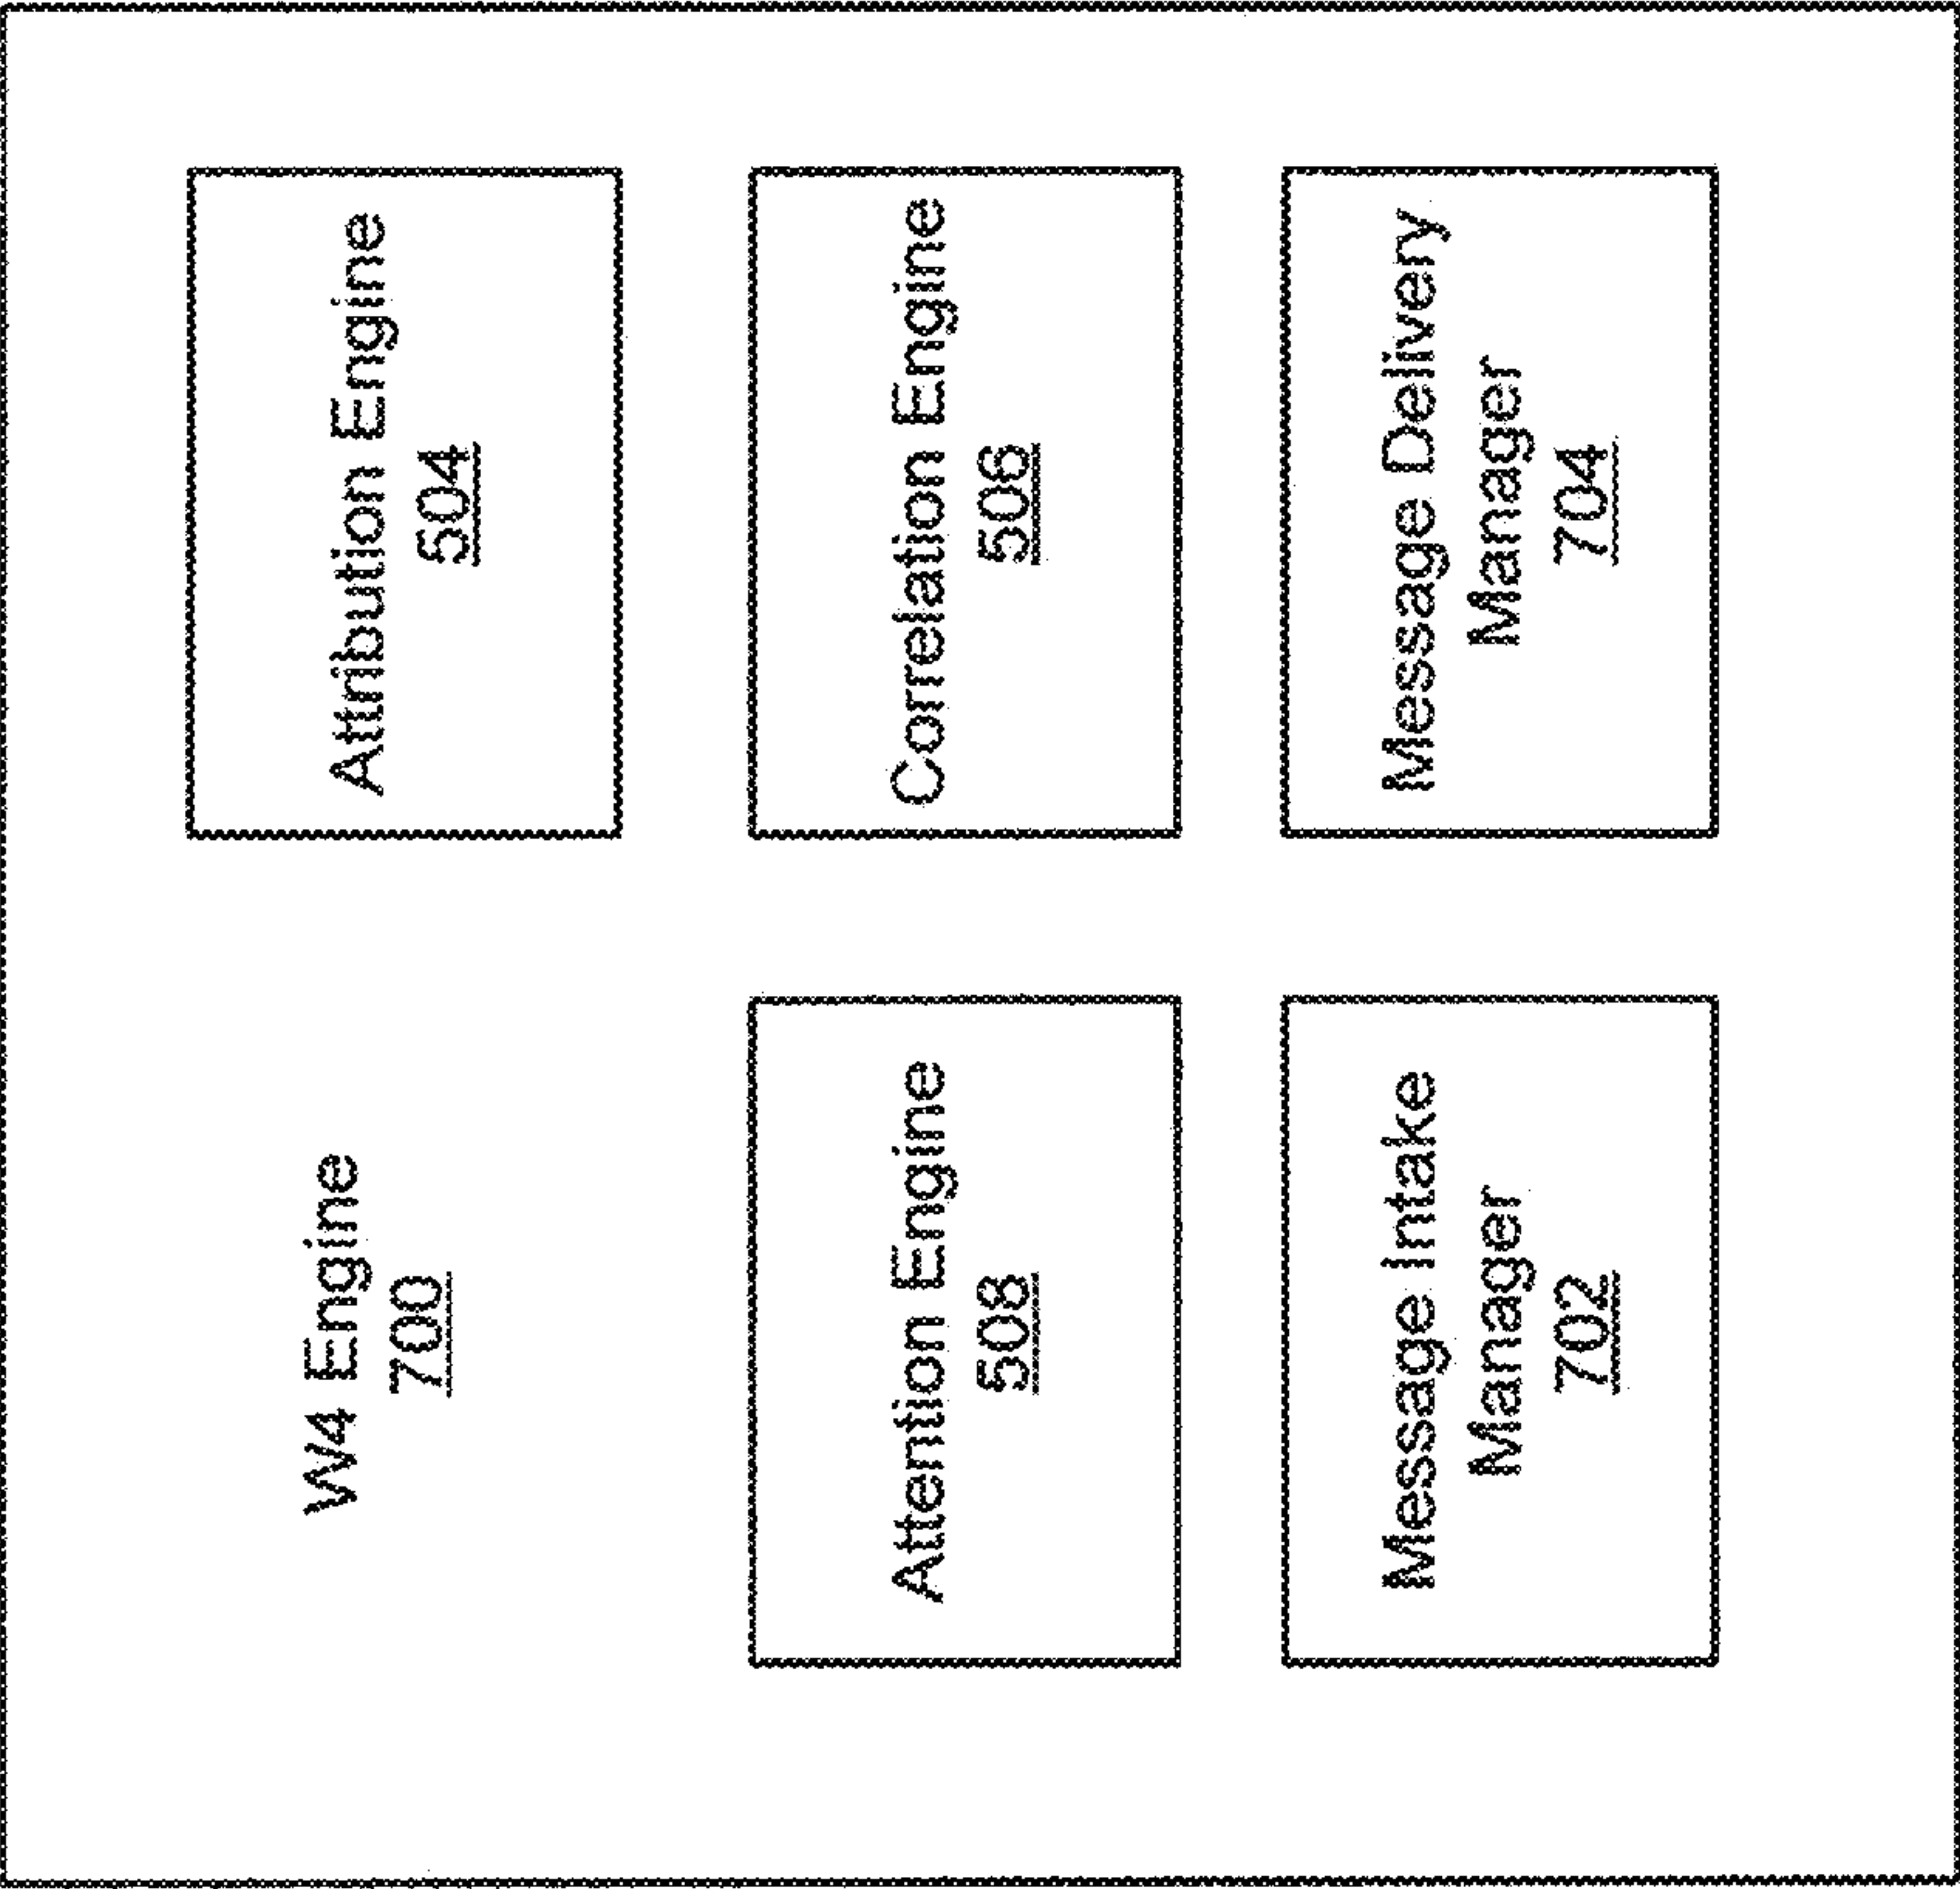 W4 Engine
700
Attribution Engine
504
Attention Engine
508
Correlation Engine
506
Message Intake
Manager
702
Message Delivery
Manager
704